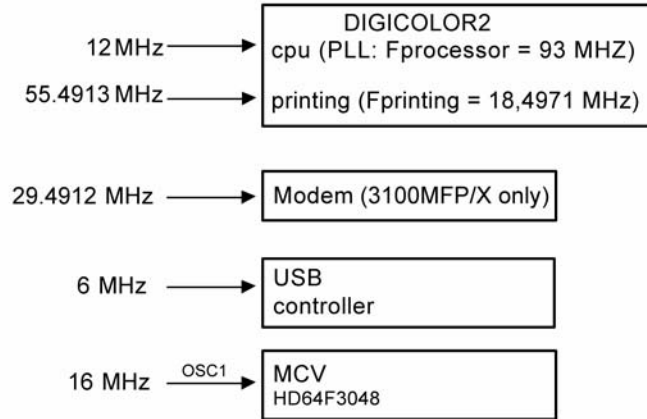 DIGICOLOR2
12 MHz
cpu (PLL: Fprocessor = 93 MHZ)
55.4913 MHz
printing (Fprinting = 18,4971 MHz)
29.4912 MHz
Modem (3100MFP/X only)
6 MHz
USB
controller
16 MHz
OSC1
MCV
HD64F3048